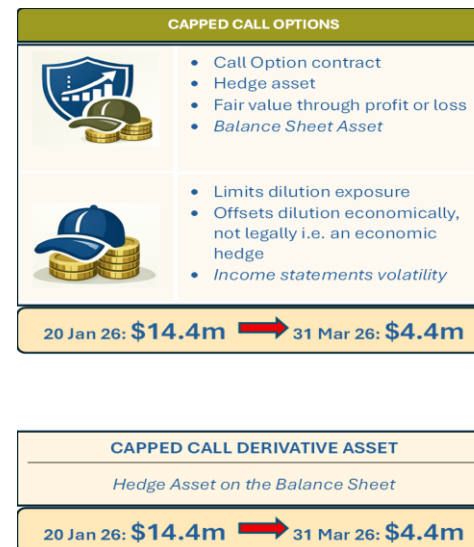 CAPPED CALL OPTIONS
• Call Option contract
• Hedge asset
• Fair value through profit or loss
• Balance Sheet Asset
• Limits dilution exposure
• Offsets dilution economically,
not legally i.e. an economic
hedge
• Income statements volatility
20 Jan 26: $14.4m 31 Mar 26: $4.4m
CAPPED CALL DERIVATIVE ASSET
Hedge Asset on the Balance Sheet
20 Jan 26: $14.4m 31 Mar 26: $4.4m